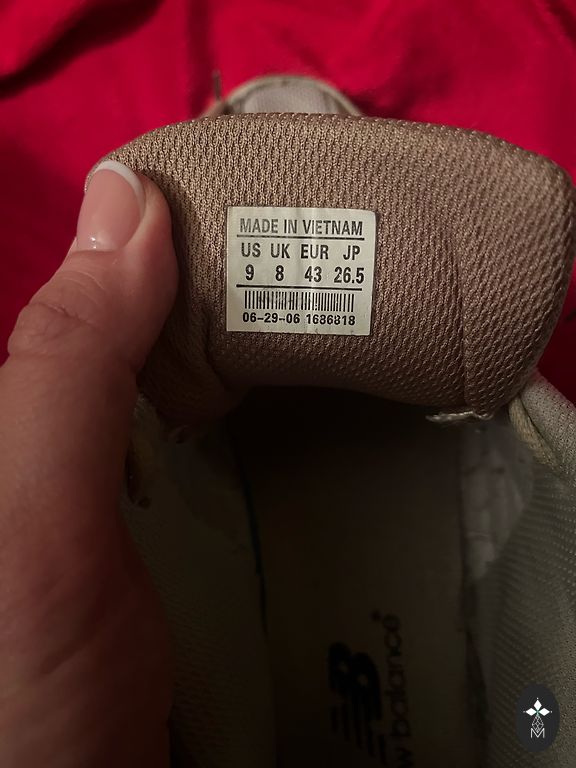 MADE IN VIETNAM
US UK EUR JP
9 8 43 26.5
06-29-06 1686818
new balance
M